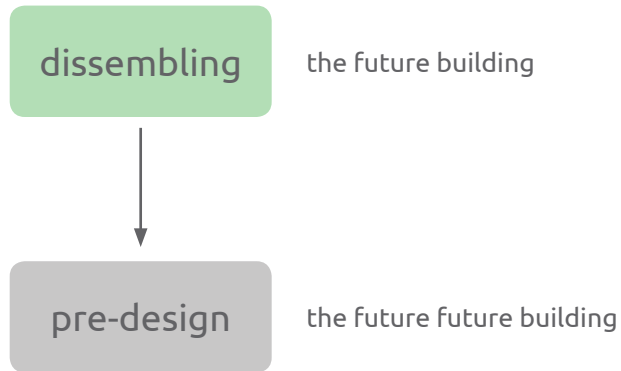 dissembling
the future building
pre-design
the future future building